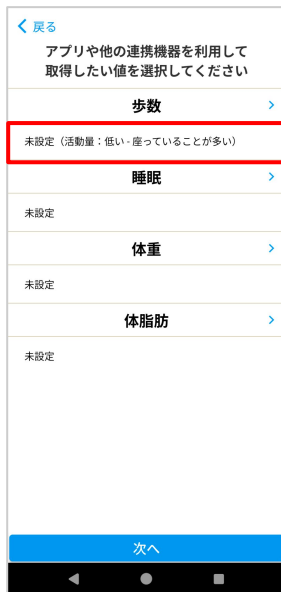 戻る
アプリや他の連携機器を利用して
取得したい値を選択してください
歩数
未設定（活動量：低い - 座っていることが多い）
睡眠
未設定
体重
未設定
体脂肪
未設定
次へ